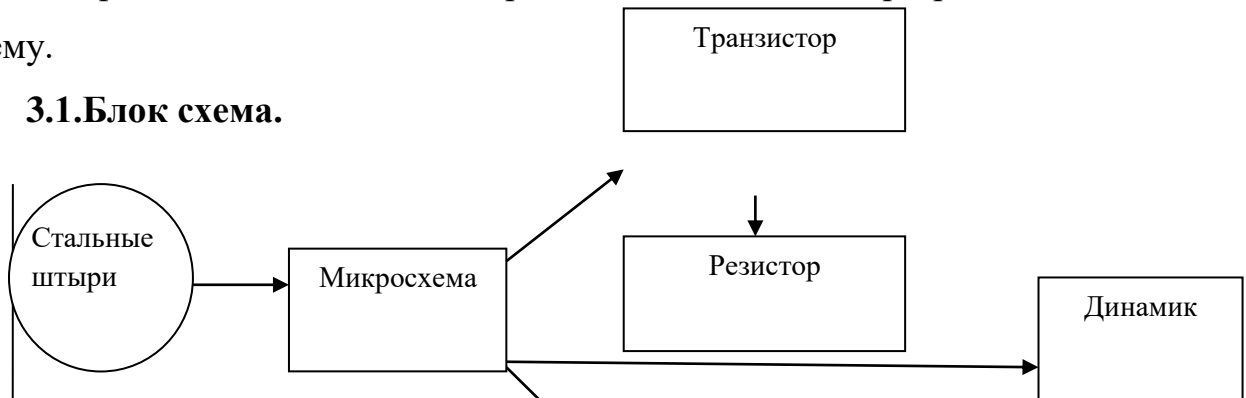 Транзистор
ему.
3.1.Блок схема.
Стальные
штыри
Микросхема
Резистор
Динамик